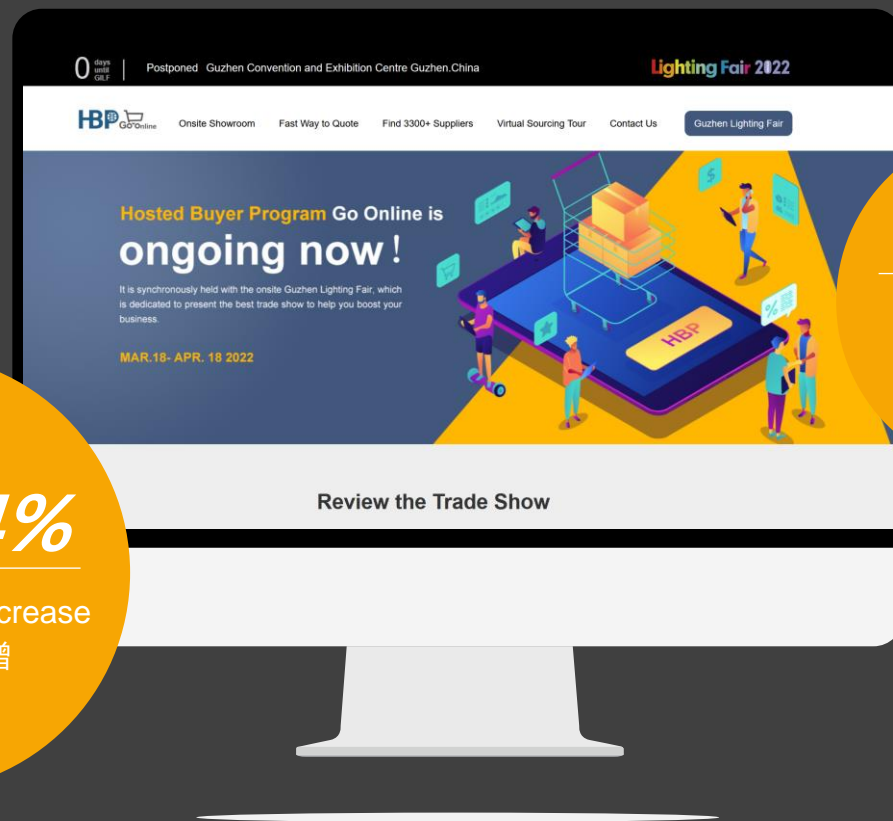 0 days until GILF
Postponed Guzhen Convention and Exhibition Centre Guzhen.China
Lighting Fair 2022
HBP Go Online
Onsite Showroom
Fast Way to Quote
Find 3300+ Suppliers
Virtual Sourcing Tour
Contact Us
Guzhen Lighting Fair
Hosted Buyer Program Go Online is
ongoing now!
It is synchronously held with the onsite Guzhen Lighting Fair, which
is dedicated to present the best trade show to help you boost your
business.
MAR.18- APR. 18 2022
HBP
$
%
Review the Trade Show
4%
crease
增